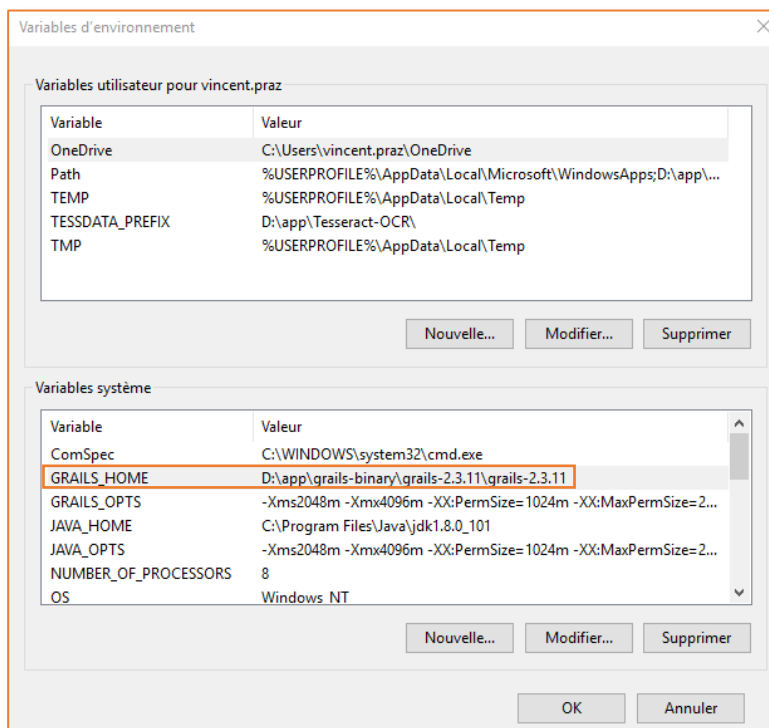 Variables d'environnement
Variables utilisateur pour vincent.praz
Variable Valeur
OneDrive C:\Users\vincent.praz\OneDrive
Path %USERPROFILE%\AppData\Local\Microsoft\WindowsApps;D:\app\...
TEMP %USERPROFILE%\AppData\Local\Temp
TESSDATA_PREFIX D:\app\Tesseract-OCR\
TMP %USERPROFILE%\AppData\Local\Temp
Nouvelle... Modifier... Supprimer
Variables système
Variable Valeur
ComSpec C:\WINDOWS\system32\cmd.exe
GRAILS_HOME D:\app\grails-binary\grails-2.3.11\grails-2.3.11
GRAILS_OPTS -Xms2048m -Xmx4096m -XX:PermSize=1024m -XX:MaxPermSize=2...
JAVA_HOME C:\Program Files\Java\jdk1.8.0_101
JAVA_OPTS -Xms2048m -Xmx4096m -XX:PermSize=1024m -XX:MaxPermSize=2...
NUMBER_OF_PROCESSORS 8
OS Windows_NT
Nouvelle... Modifier... Supprimer
OK Annuler